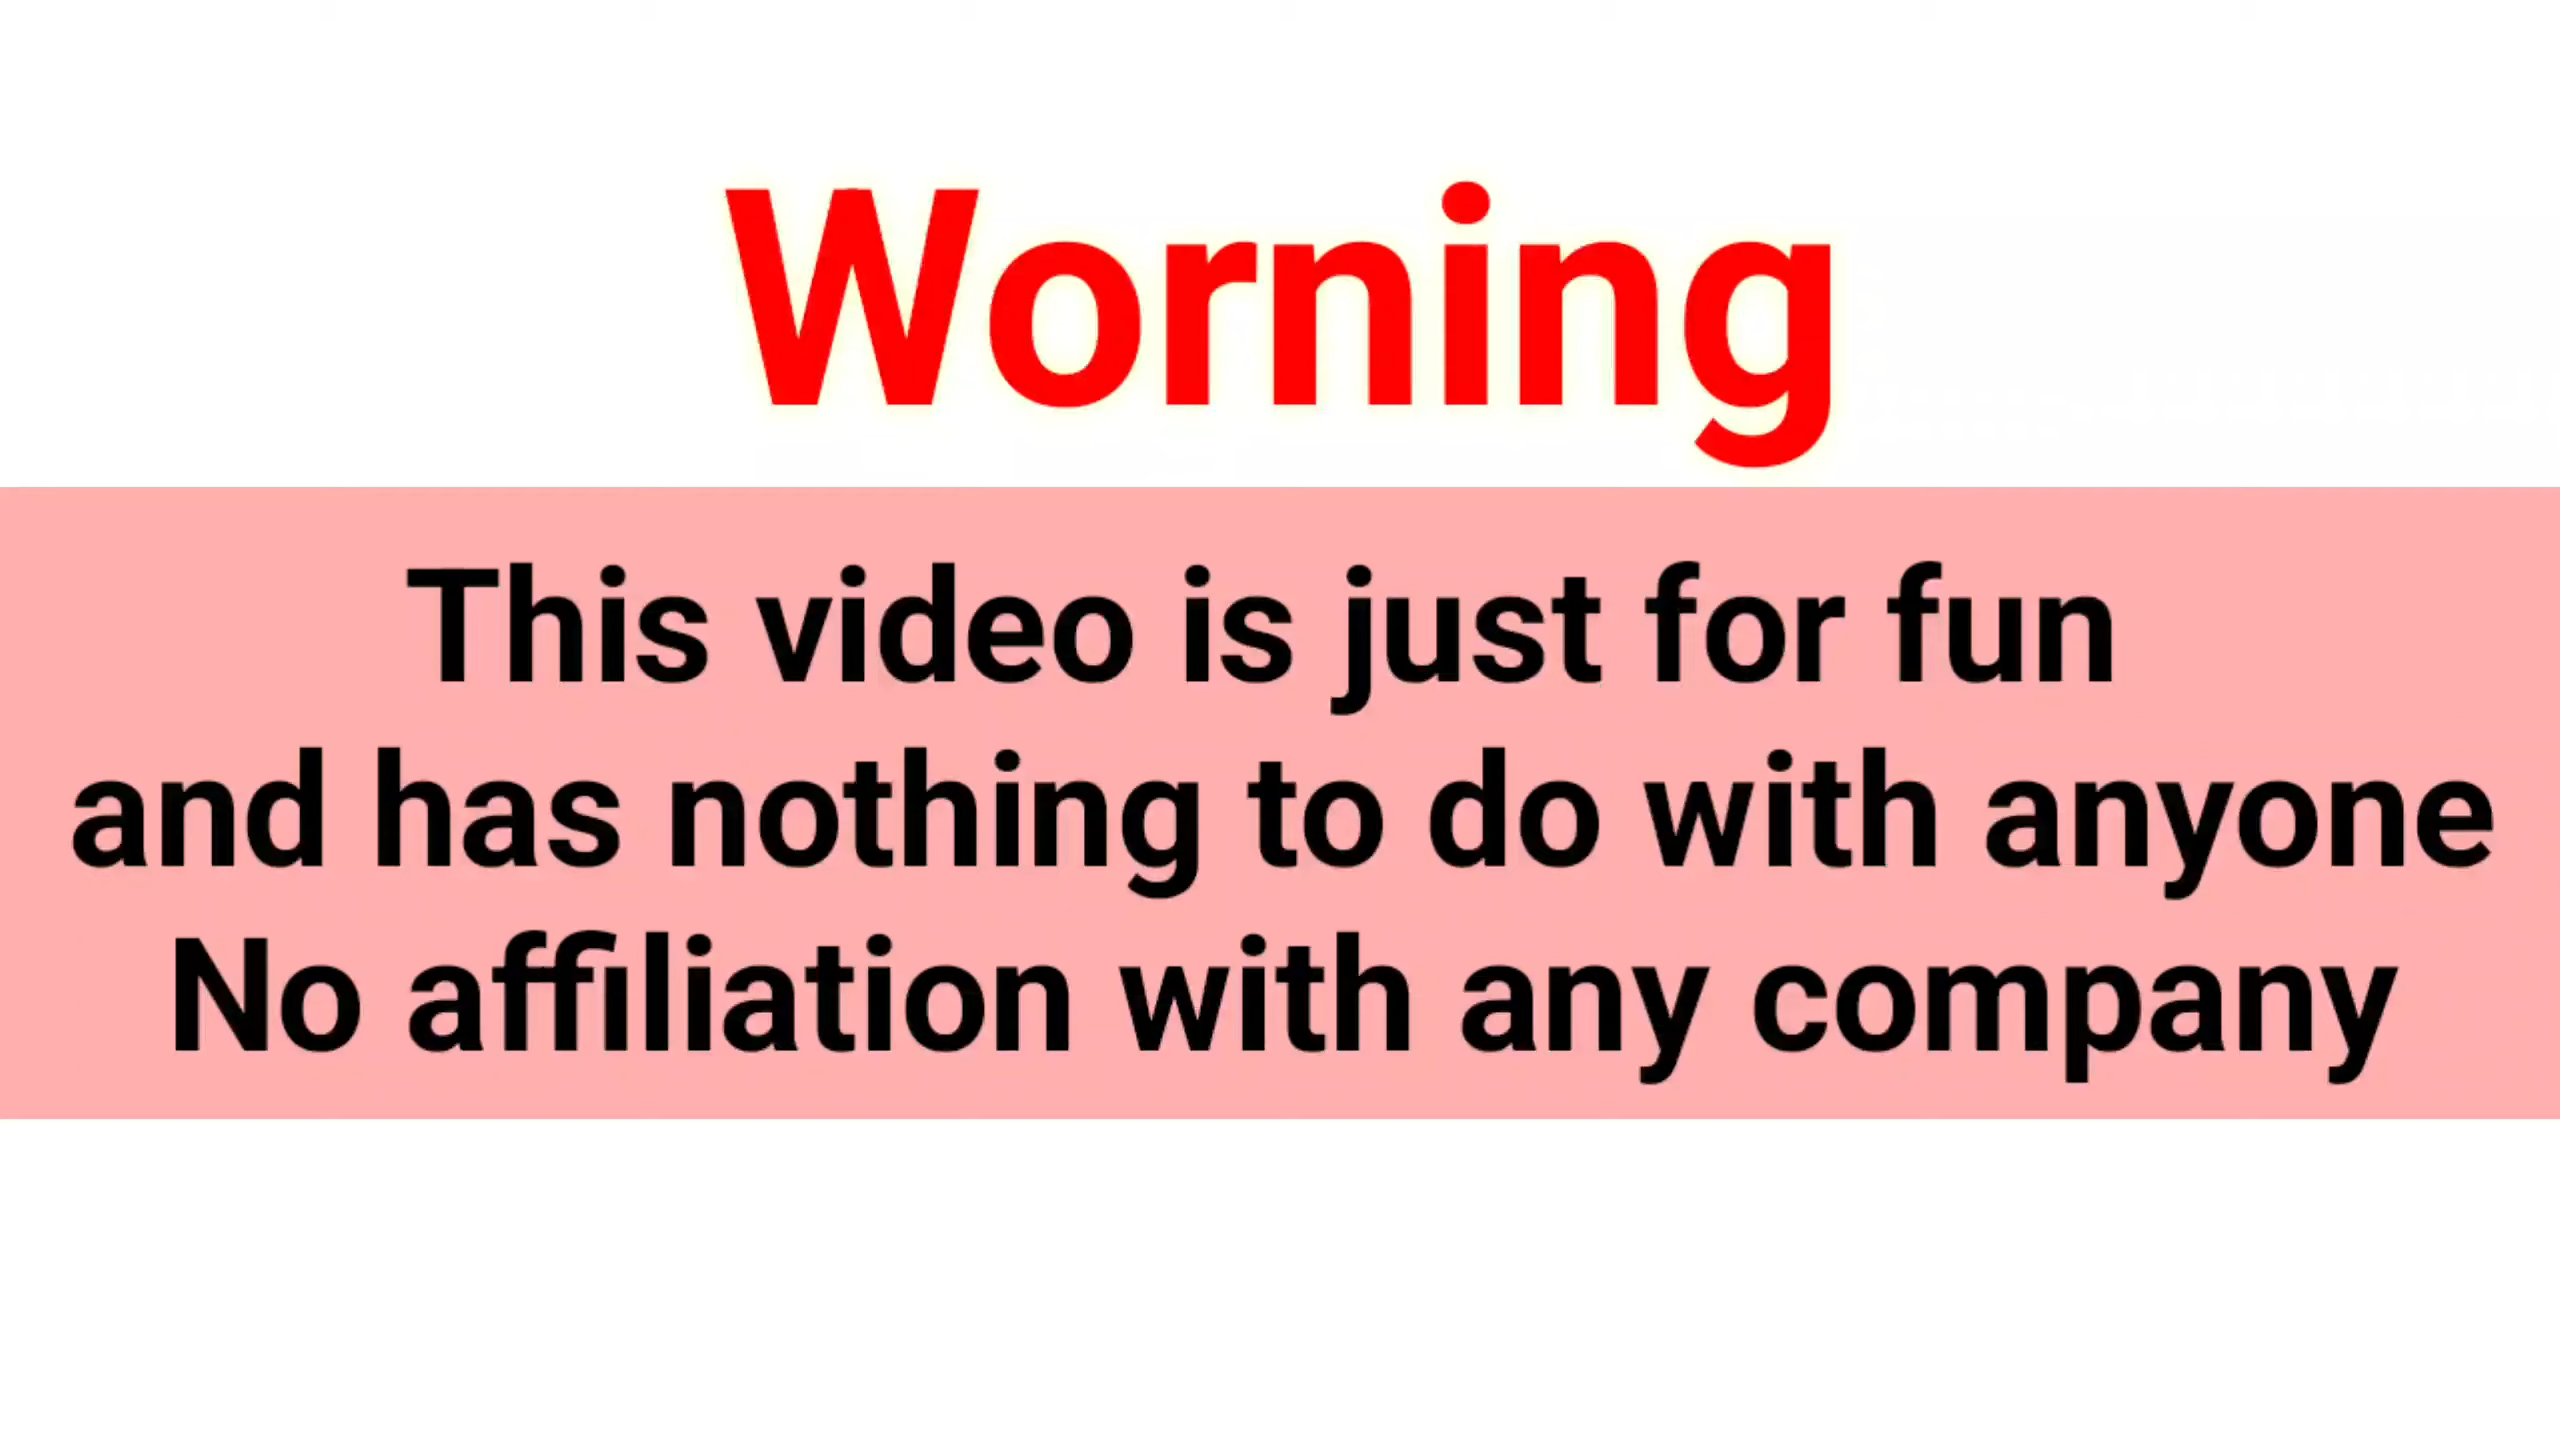 Worning
This video is just for fun
and has nothing to do with anyone
No affiliation with any company